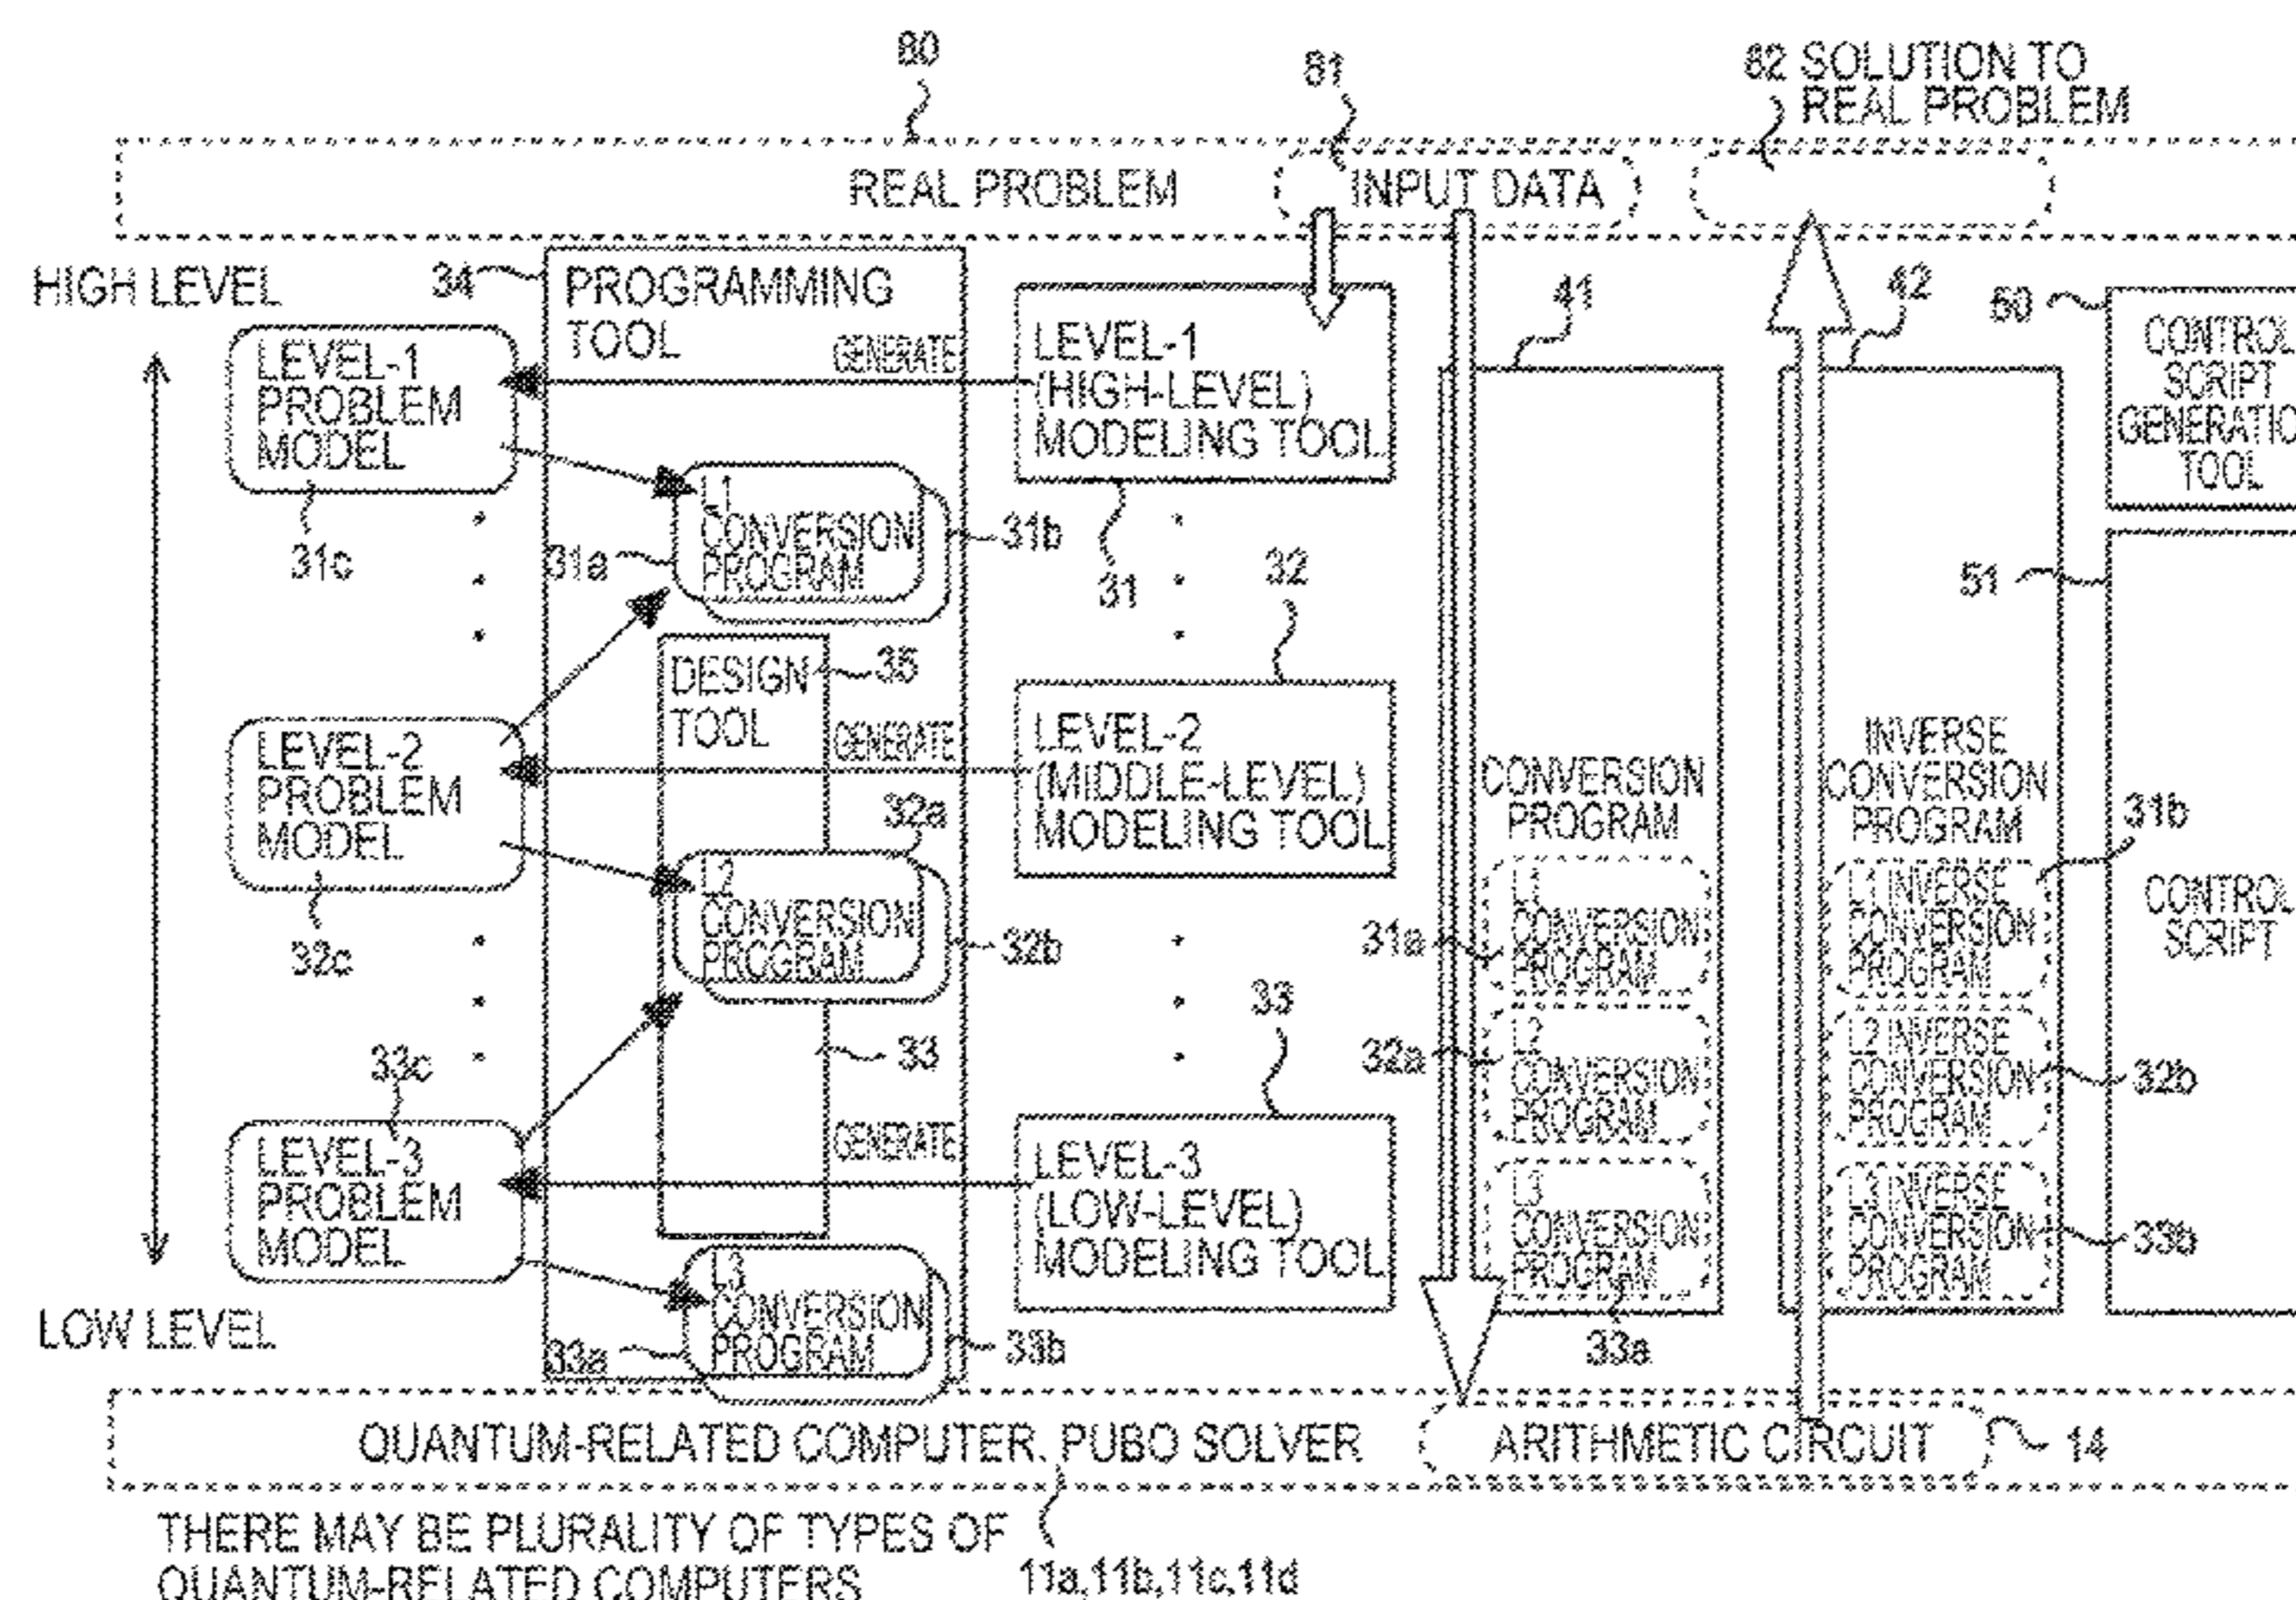 80
81
82 SOLUTION TO
REAL PROBLEM
REAL PROBLEM
INPUT DATA
HIGH LEVEL
34
PROGRAMMING
TOOL
GENERATE
LEVEL-1
PROBLEM
MODEL
31c
LEVEL-1
(HIGH-LEVEL)
MODELING TOOL
31
41
42
50
CONTROL
SCRIPT
GENERATIO
TOOL
L1
CONVERSION
PROGRAM
31a
31b
32
51
DESIGN
TOOL
35
GENERATE
LEVEL-2
PROBLEM
MODEL
32c
LEVEL-2
(MIDDLE-LEVEL)
MODELING TOOL
CONVERSION
PROGRAM
INVERSE
CONVERSION
PROGRAM
31b
32a
L2
CONVERSION
PROGRAM
32b
33
31a
L1
CONVERSION
PROGRAM
L1 INVERSE
CONVERSION
PROGRAM
CONTROL
SCRIPT
33
33c
32a
L2
CONVERSION
PROGRAM
L2 INVERSE
CONVERSION
PROGRAM
32b
LEVEL-3
PROBLEM
MODEL
GENERATE
LEVEL-3
(LOW-LEVEL)
MODELING TOOL
L3
CONVERSION
PROGRAM
L3 INVERSE
CONVERSION
PROGRAM
33b
LOW LEVEL
L3
CONVERSION
PROGRAM
33a
33b
33a
QUANTUM-RELATED COMPUTER, PUBO SOLVER
ARITHMETIC CIRCUIT
14
THERE MAY BE PLURALITY OF TYPES OF
QUANTUM-RELATED COMPUTERS
11a,11b,11c,11d